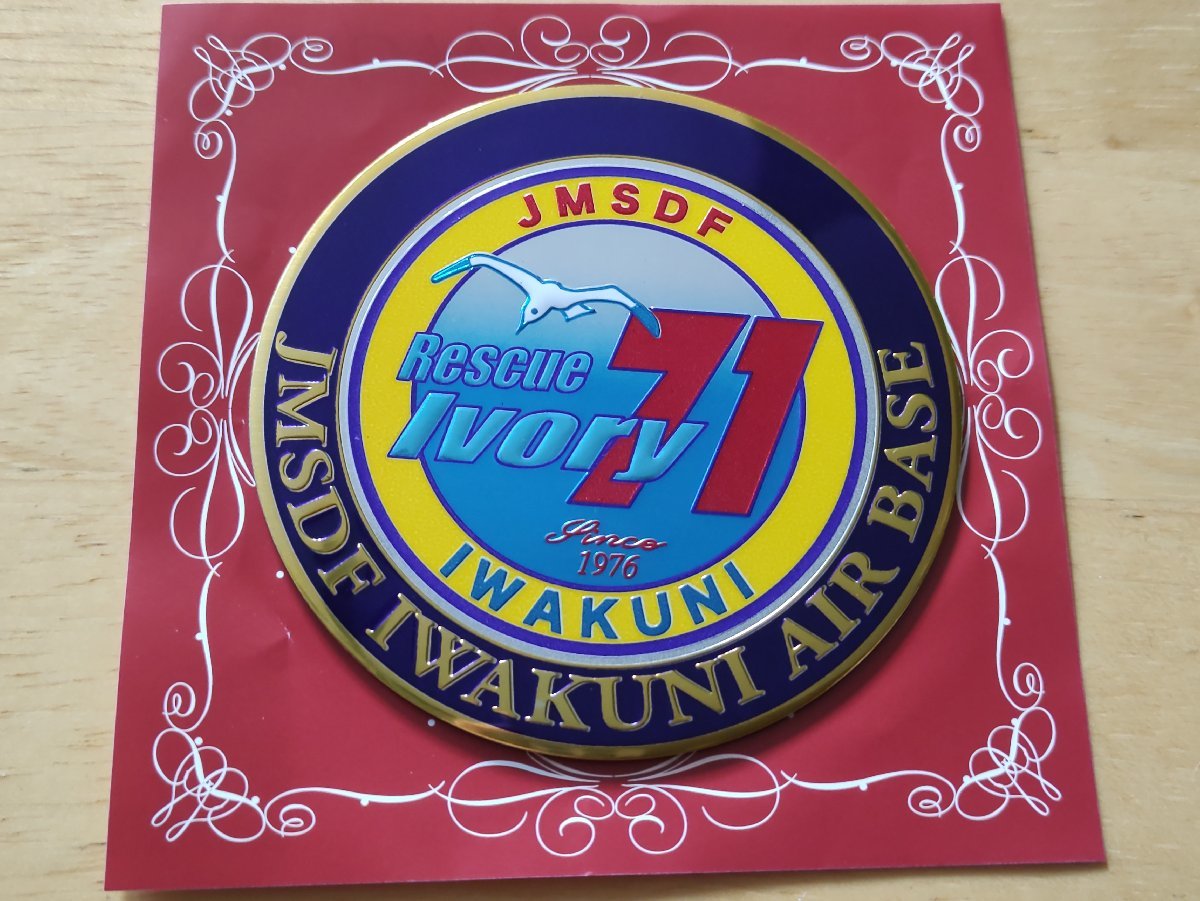 JMSDF
Rescue
Ivory 71
Since
1976
IWAKUNI
JMSDF IWAKUNI AIR BASE